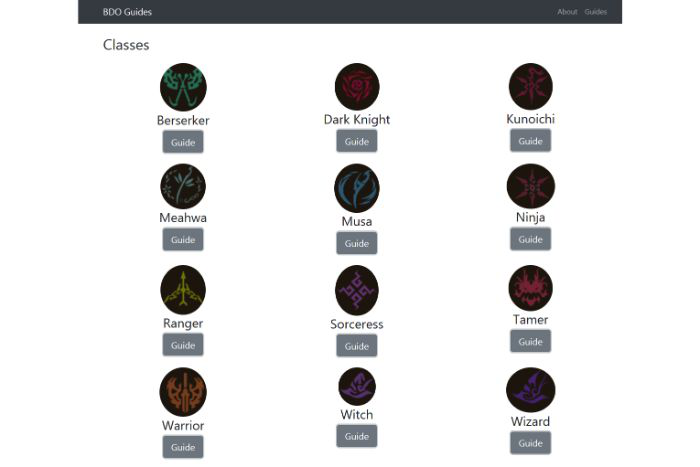 BDO Guides
About Guides
Classes
Berserker
Dark Knight
Kunoichi
Guide
Guide
Guide
Meahwa
Musa
Ninja
Guide
Guide
Guide
Ranger
Sorceress
Tamer
Guide
Guide
Guide
Warrior
Witch
Wizard
Guide
Guide
Guide